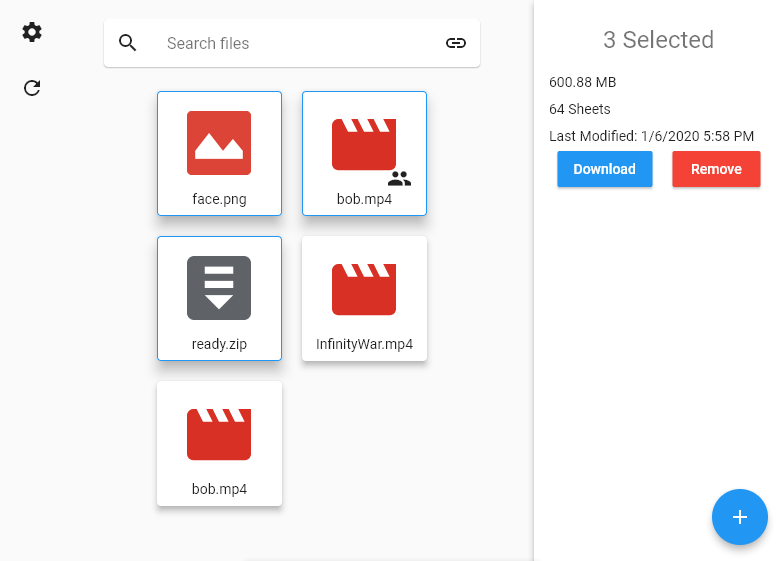 Search files
3 Selected
600.88 MB
64 Sheets
Last Modified: 1/6/2020 5:58 PM
Download
Remove
face.png
bob.mp4
ready.zip
InfinityWar.mp4
bob.mp4